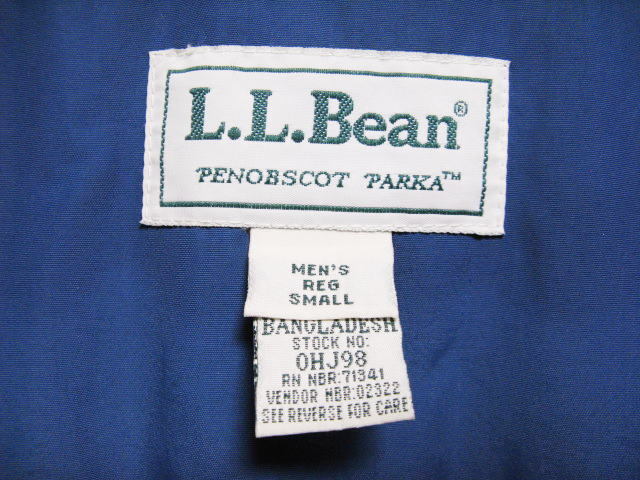 L.L.Bean®
PENOBSCOT PARKA™
MEN'S
REG
SMALL
BANGLADESH
STOCK NO:
0HJ98
RN NBR:71341
VENDOR NBR:02322
SEE REVERSE FOR CARE